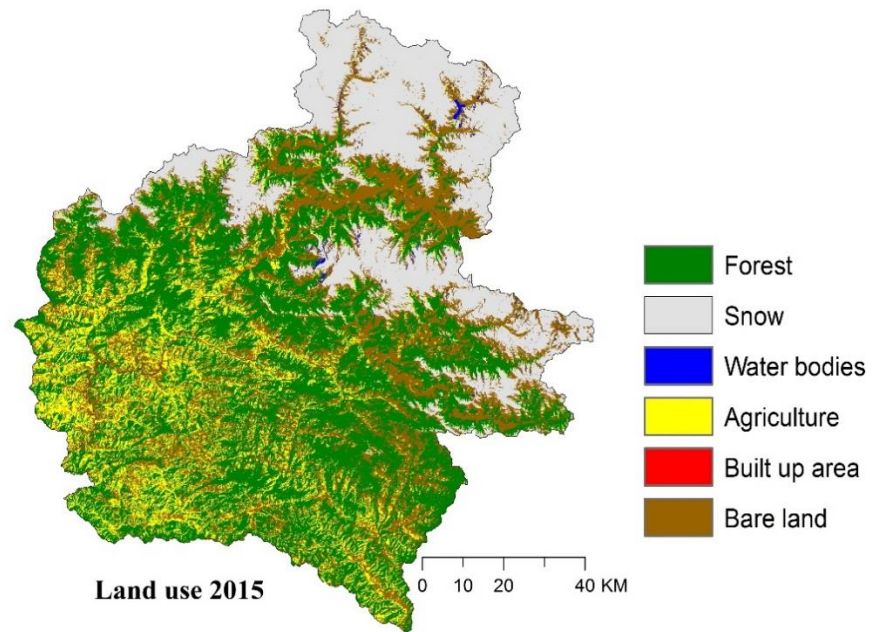 Forest
Snow
Water bodies
Agriculture
Built up area
Bare land
0 10 20 40 KM
Land use 2015